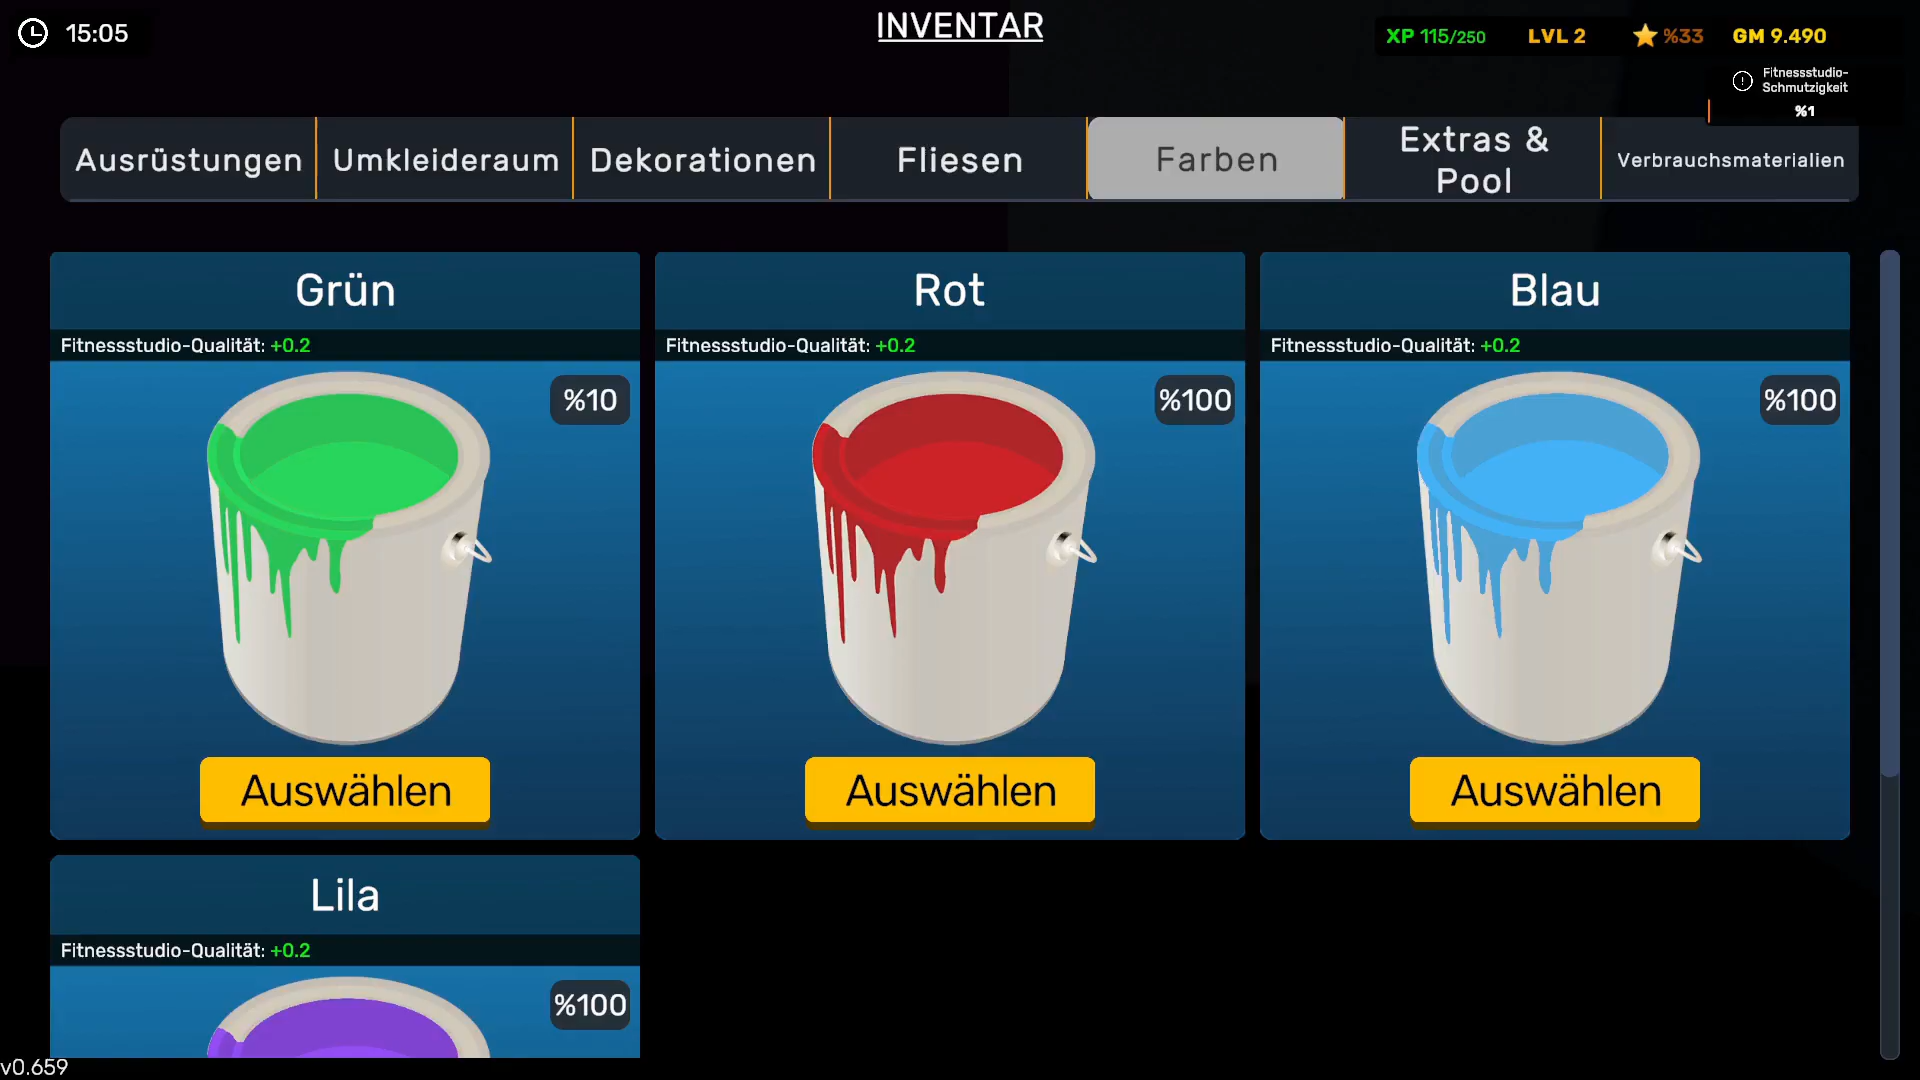 15:05
INVENTAR
XP 115/250
LVL 2
%33
GM 9.490
Fitnessstudio-
Schmutzigkeit
%1
Ausrüstungen
Umkleideraum
Dekorationen
Fliesen
Farben
Extras &
Pool
Verbrauchsmaterialien
Grün
Fitnessstudio-Qualität: +0.2
%10
Auswählen
Rot
Fitnessstudio-Qualität: +0.2
%100
Auswählen
Blau
Fitnessstudio-Qualität: +0.2
%100
Auswählen
Lila
Fitnessstudio-Qualität: +0.2
%100
v0.659